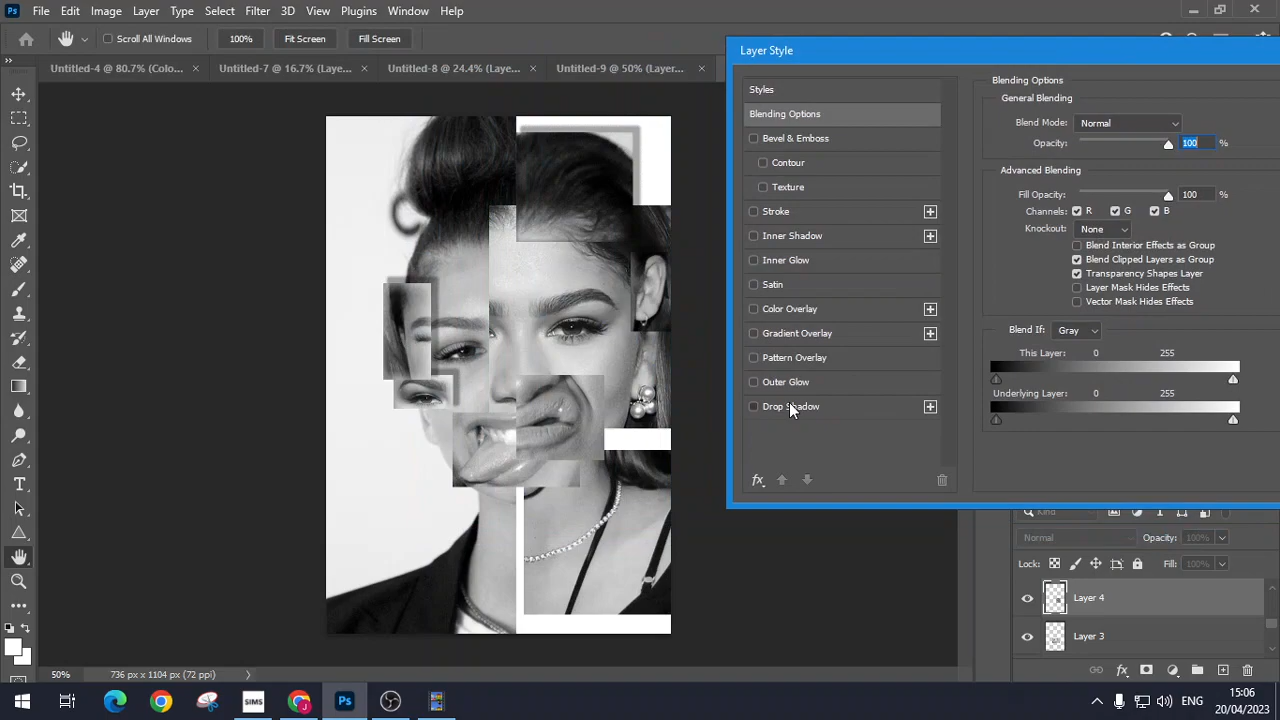 Ps File Edit Image Layer Type Select Filter 3D View Plugins Window Help
Scroll All Windows 100% Fit Screen Fill Screen
Untitled-4 @ 80.7% (Colo... × Untitled-7 @ 16.7% (Laye... × Untitled-8 @ 24.4% (Laye... × Untitled-9 @ 50% (Layer... ×
Layer Style
Styles
Blending Options
Bevel & Emboss
Contour
Texture
Stroke
Inner Shadow
Inner Glow
Satin
Color Overlay
Gradient Overlay
Pattern Overlay
Outer Glow
Drop Shadow
fx
Blending Options
General Blending
Blend Mode: Normal
Opacity: 100 %
Advanced Blending
Fill Opacity: 100 %
Channels: R G B
Knockout: None
Blend Interior Effects as Group
Blend Clipped Layers as Group
Transparency Shapes Layer
Layer Mask Hides Effects
Vector Mask Hides Effects
Blend If: Gray
This Layer: 0 255
Underlying Layer: 0 255
Kind
Normal Opacity: 100%
Lock: Fill: 100%
Layer 4
Layer 3
fx
50% 736 px x 1104 px (72 ppi)
SIMS Ps ENG 15:06
20/04/2023